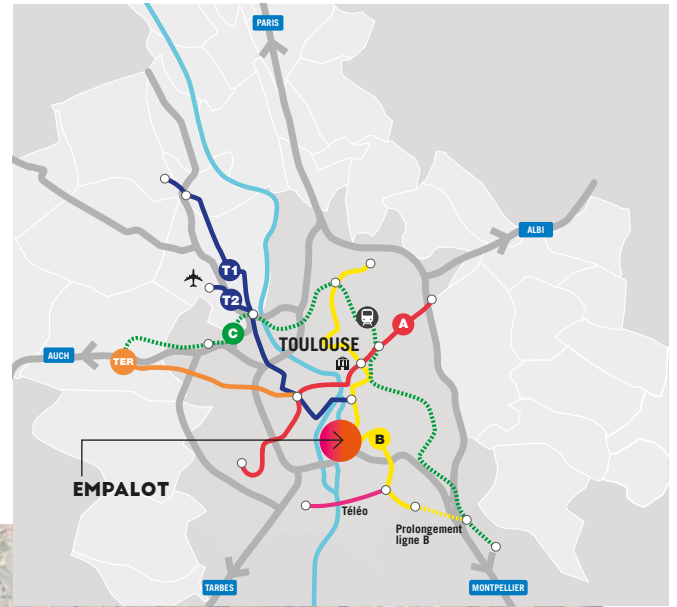 PARIS
ALBI
T1
T2
C
A
TOULOUSE
AUCH
TER
B
EMPALOT
Téléo
Prolongement
ligne B
TARBES
MONTPELLIER